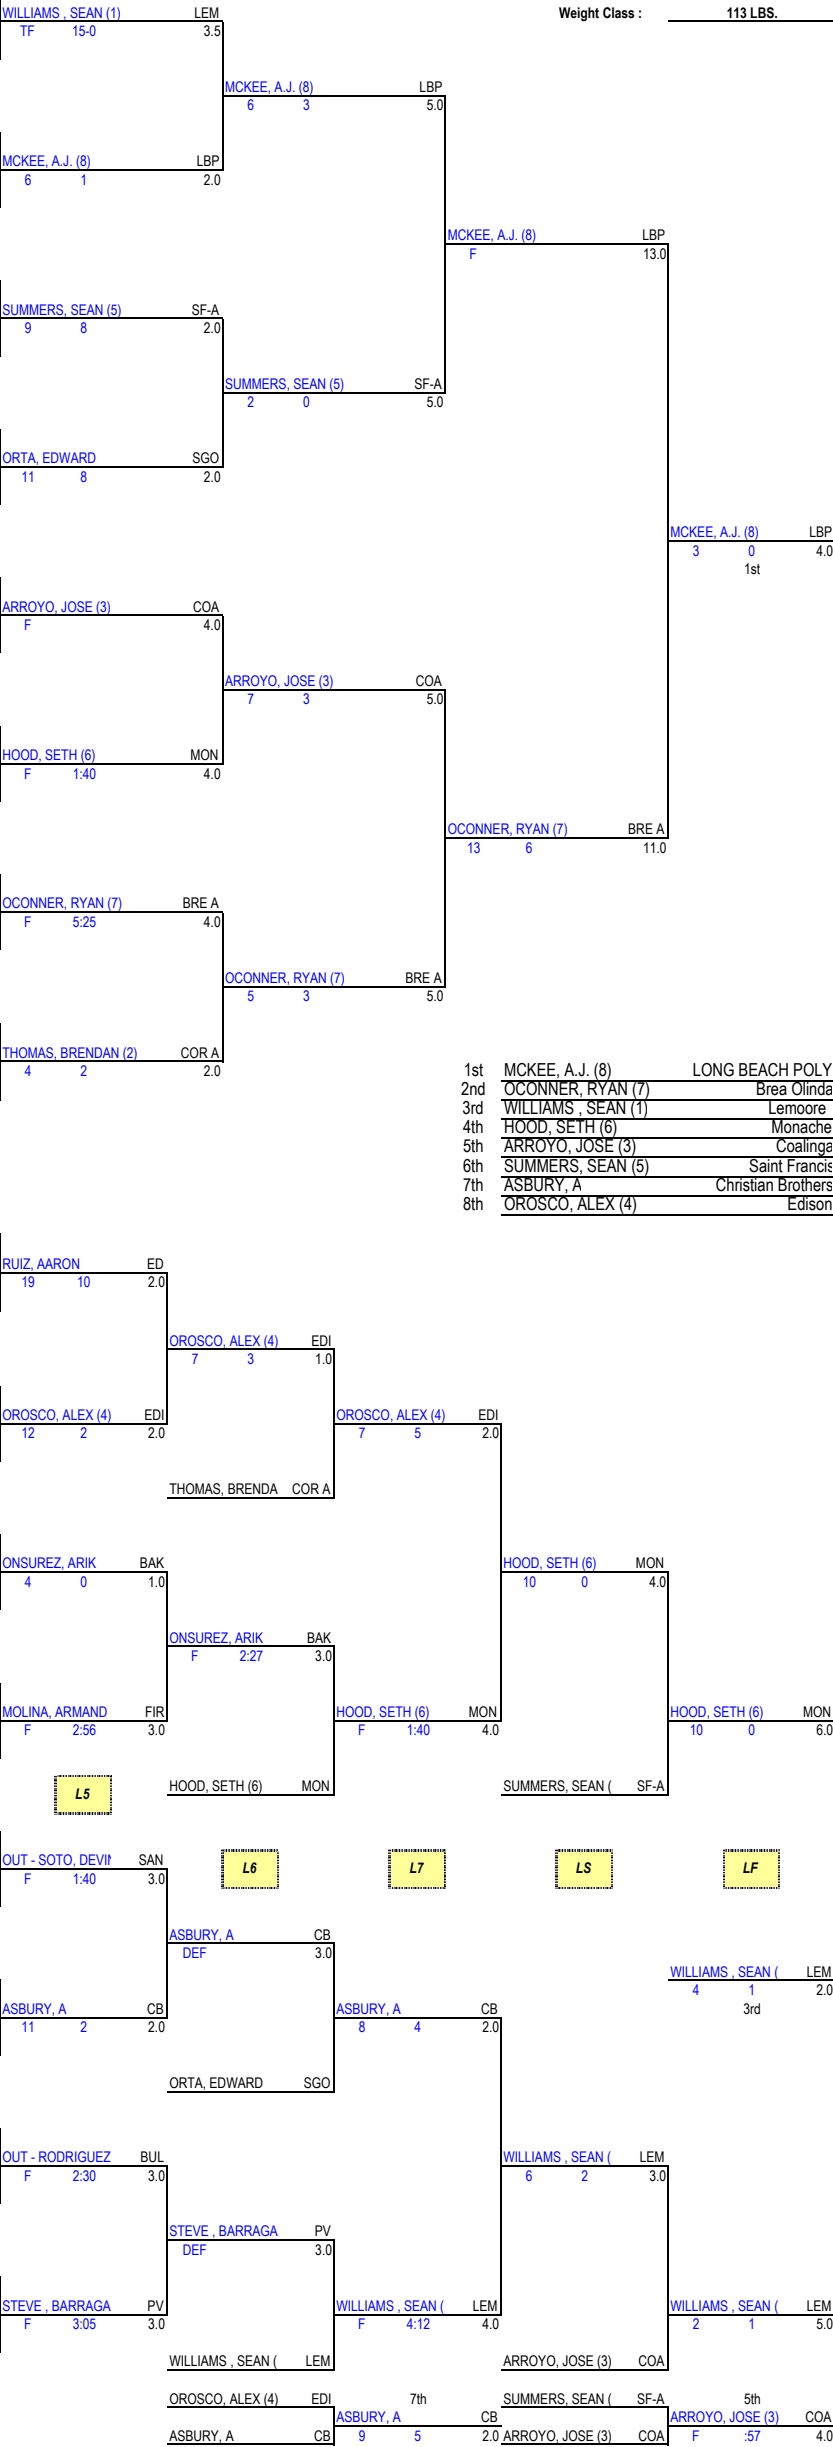 WILLIAMS , SEAN (1) LEM Weight Class : 113 LBS.
TF 15-0 3.5
MCKEE, A.J. (8) LBP
6 3 5.0
MCKEE, A.J. (8) LBP
6 1 2.0
MCKEE, A.J. (8) LBP
F 13.0
SUMMERS, SEAN (5) SF-A
9 8 2.0
SUMMERS, SEAN (5) SF-A
2 0 5.0
ORTA, EDWARD SGO
11 8 2.0
MCKEE, A.J. (8) LBP
3 0 4.0
1st
ARROYO, JOSE (3) COA
F 4.0
ARROYO, JOSE (3) COA
7 3 5.0
HOOD, SETH (6) MON
F 1:40 4.0
OCONNER, RYAN (7) BRE A
13 6 11.0
OCONNER, RYAN (7) BRE A
F 5:25 4.0
OCONNER, RYAN (7) BRE A
5 3 5.0
THOMAS, BRENDAN (2) COR A
4 2 2.0
1st MCKEE, A.J. (8) LONG BEACH POLY
2nd OCONNER, RYAN (7) Brea Olinda
3rd WILLIAMS , SEAN (1) Lemoore
4th HOOD, SETH (6) Monache
5th ARROYO, JOSE (3) Coalinga
6th SUMMERS, SEAN (5) Saint Francis
7th ASBURY, A Christian Brothers
8th OROSCO, ALEX (4) Edison
RUIZ, AARON ED
19 10 2.0
OROSCO, ALEX (4) EDI
7 3 1.0
OROSCO, ALEX (4) EDI OROSCO, ALEX (4) EDI
12 2 2.0 7 5 2.0
THOMAS, BRENDA COR A
ONSUREZ, ARIK BAK HOOD, SETH (6) MON
4 0 1.0 10 0 4.0
ONSUREZ, ARIK BAK
F 2:27 3.0
MOLINA, ARMAND FIR HOOD, SETH (6) MON HOOD, SETH (6) MON
F 2:56 3.0 F 1:40 4.0 10 0 6.0
L5 HOOD, SETH (6) MON SUMMERS, SEAN ( SF-A
OUT - SOTO, DEVIN SAN L6 L7 LS LF
F 1:40 3.0
ASBURY, A CB
DEF 3.0
WILLIAMS , SEAN ( LEM
4 1 2.0
ASBURY, A CB ASBURY, A CB 3rd
11 2 2.0 8 4 2.0
ORTA, EDWARD SGO
OUT - RODRIGUEZ BUL WILLIAMS , SEAN ( LEM
F 2:30 3.0 6 2 3.0
STEVE , BARRAGA PV
DEF 3.0
STEVE , BARRAGA PV WILLIAMS , SEAN ( LEM WILLIAMS , SEAN ( LEM
F 3:05 3.0 F 4:12 4.0 2 1 5.0
WILLIAMS , SEAN ( LEM ARROYO, JOSE (3) COA
OROSCO, ALEX (4) EDI 7th SUMMERS, SEAN ( SF-A 5th
ASBURY, A CB ARROYO, JOSE (3) COA
ASBURY, A CB 9 5 2.0 ARROYO, JOSE (3) COA F :57 4.0